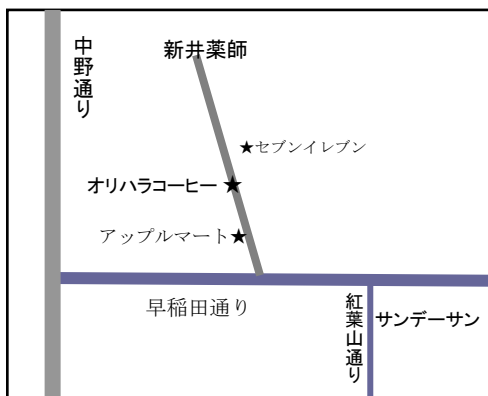 中野通り
新井薬師
★セブンイレブン
オリハラコーヒー★
アップルマート★
早稲田通り
紅葉山通り
サンデーサン